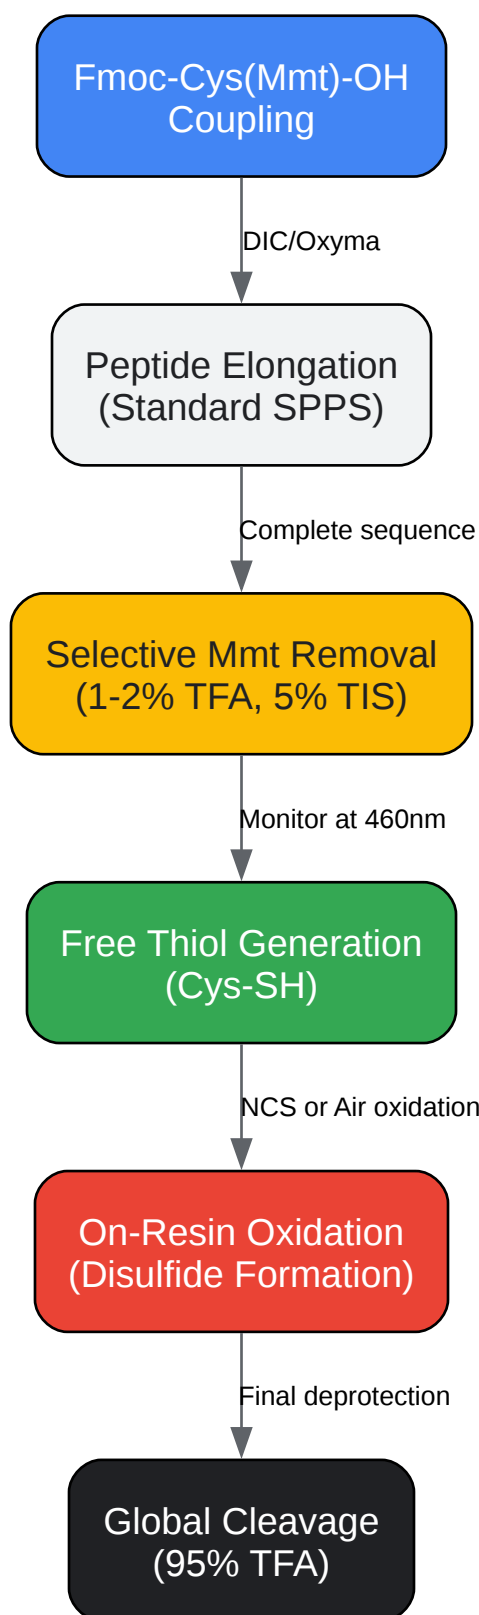 Fmoc-Cys(Mmt)-OH
Coupling
DIC/Oxyma
Peptide Elongation
(Standard SPPS)
Complete sequence
Selective Mmt Removal
(1-2% TFA, 5% TIS)
Monitor at 460nm
Free Thiol Generation
(Cys-SH)
NCS or Air oxidation
On-Resin Oxidation
(Disulfide Formation)
Final deprotection
Global Cleavage
(95% TFA)